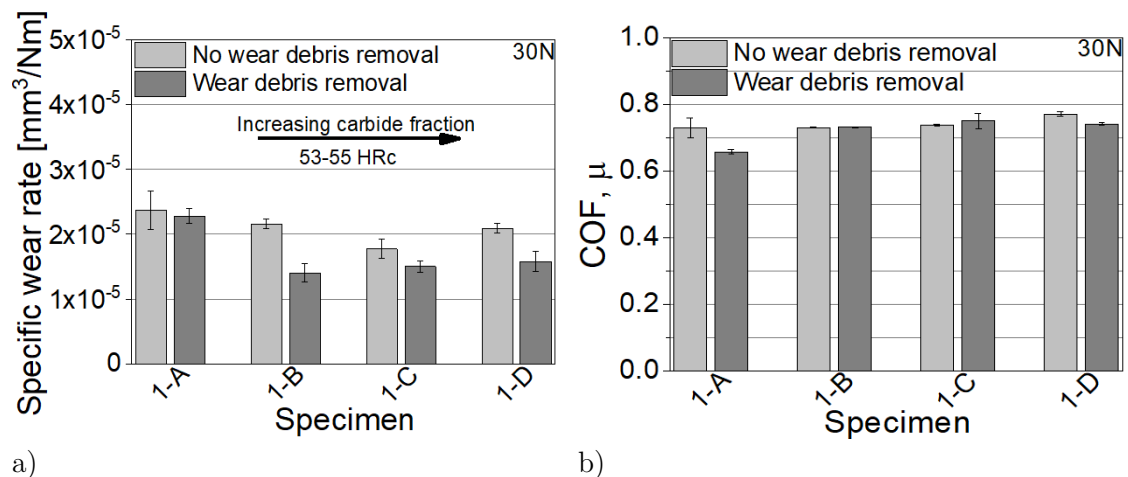 5x10⁻⁵
4x10⁻⁵
3x10⁻⁵
2x10⁻⁵
1x10⁻⁵
0
Specific wear rate [mm³/Nm]
No wear debris removal
Wear debris removal
30N
Increasing carbide fraction
53-55 HRc
1-A 1-B 1-C 1-D
Specimen
a)
1.0
0.8
0.6
0.4
0.2
0.0
COF, μ
No wear debris removal
Wear debris removal
30N
1-A 1-B 1-C 1-D
Specimen
b)